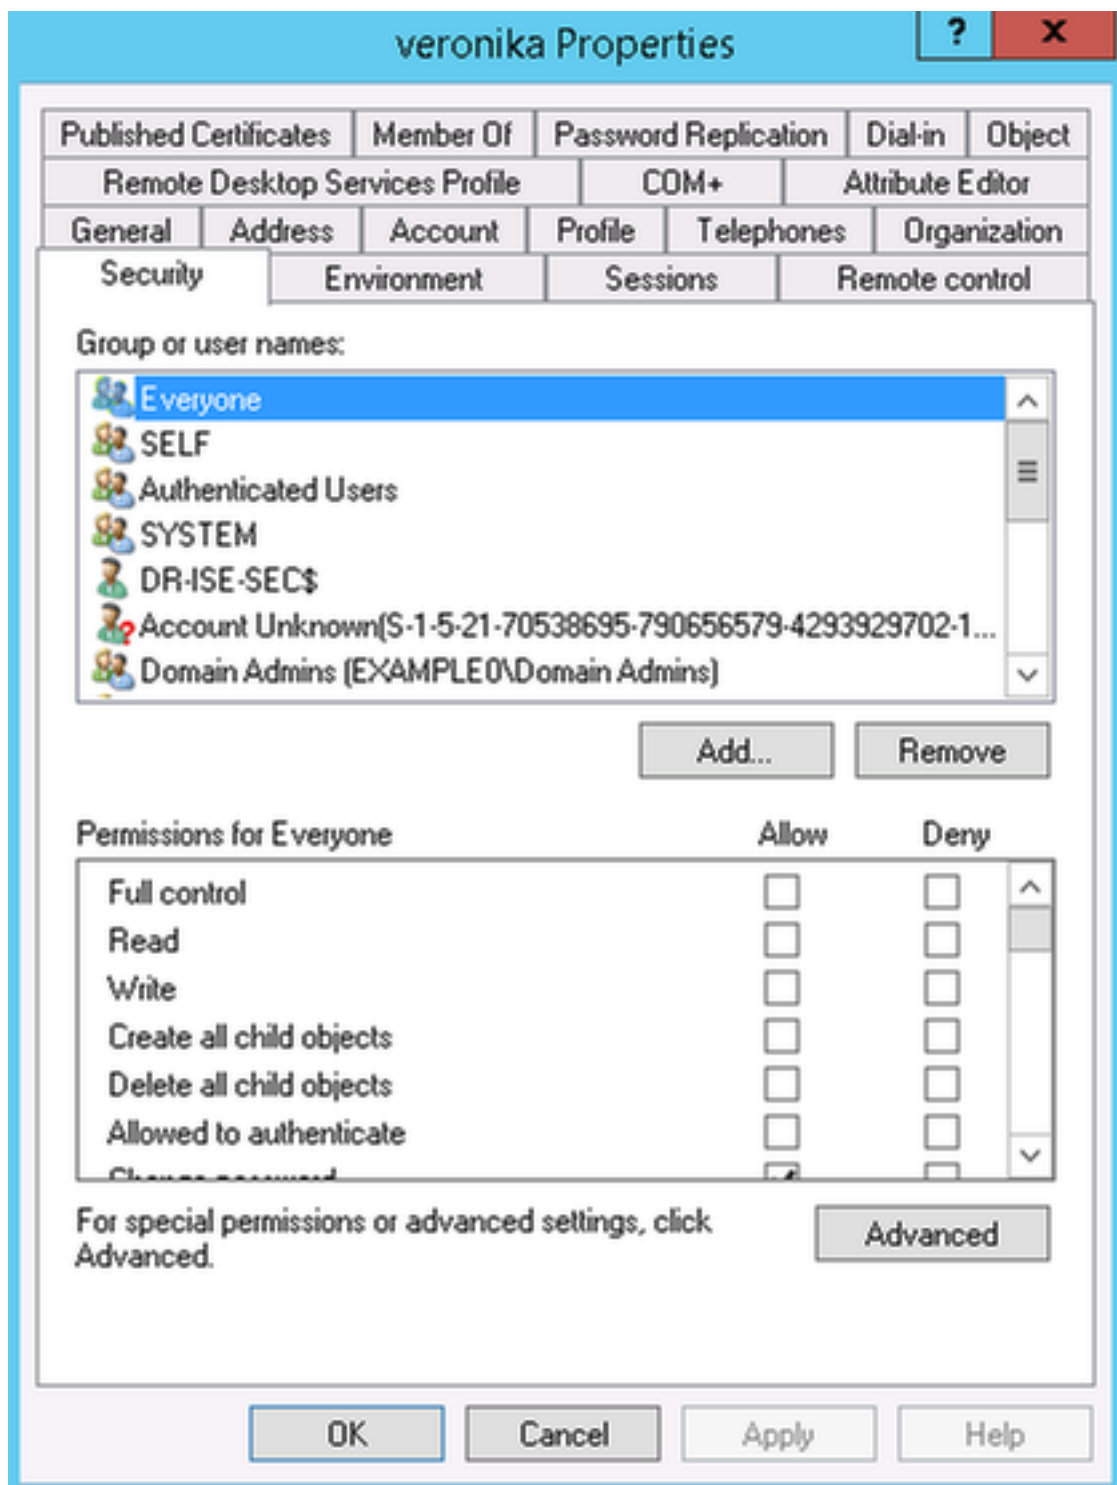 veronika Properties
?
x
Published Certificates
Member Of
Password Replication
Dial-in
Object
Remote Desktop Services Profile
COM+
Attribute Editor
General
Address
Account
Profile
Telephones
Organization
Security
Environment
Sessions
Remote control
Group or user names:
Everyone
SELF
Authenticated Users
SYSTEM
DR-ISE-SEC$
Account Unknown(S-1-5-21-70538695-790656579-4293929702-1...
Domain Admins (EXAMPLE0\Domain Admins)
Add...
Remove
Permissions for Everyone
Allow
Deny
Full control
Read
Write
Create all child objects
Delete all child objects
Allowed to authenticate
Change password
For special permissions or advanced settings, click
Advanced.
Advanced
OK
Cancel
Apply
Help